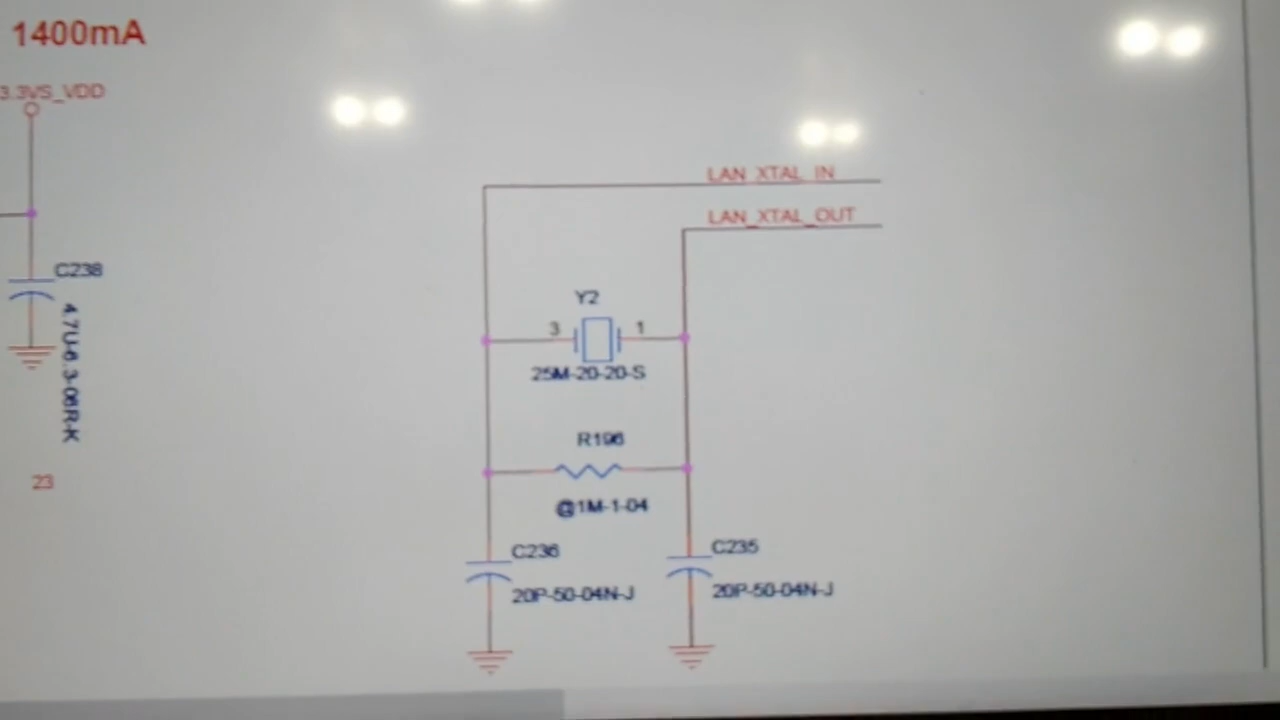 1400mA
3.3VS_VDD
C238
4.7U-6.3-06R-K
23
LAN_XTAL_IN
LAN_XTAL_OUT
Y2
3
1
25M-20-20-S
R196
@1M-1-04
C236
20P-50-04N-J
C235
20P-50-04N-J